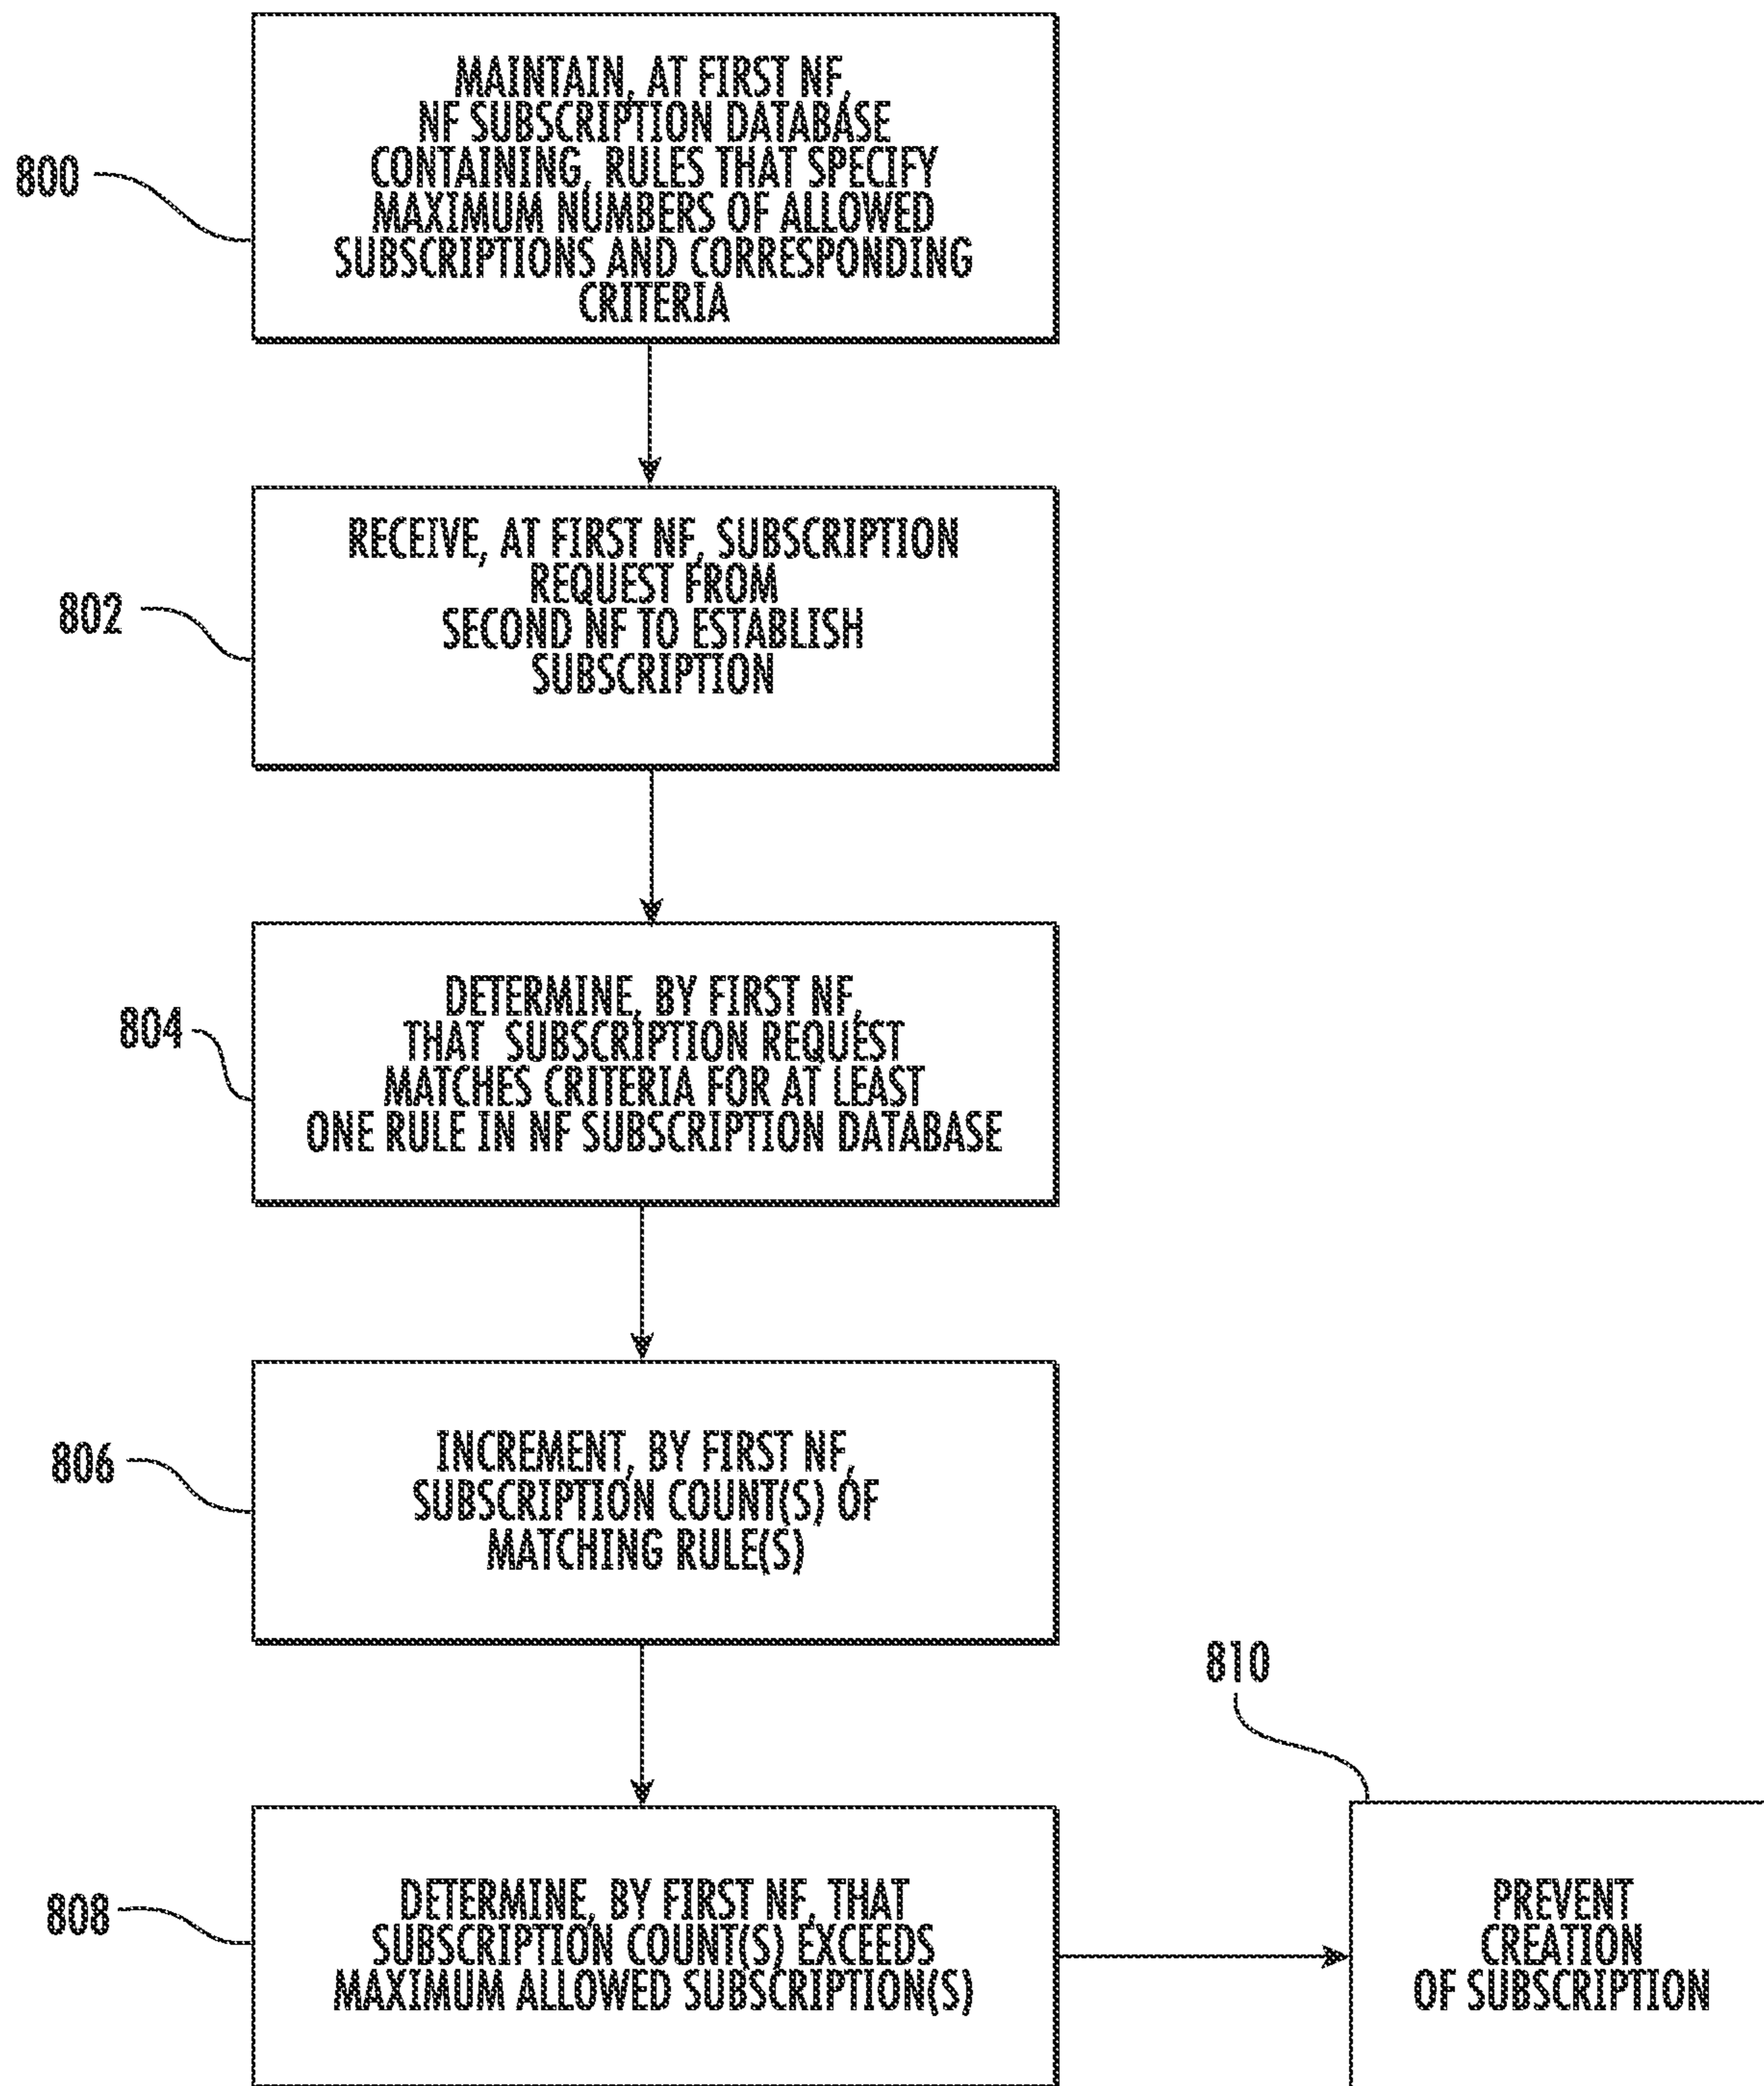 800
MAINTAIN, AT FIRST NF,
NF SUBSCRIPTION DATABASE
CONTAINING, RULES THAT SPECIFY
MAXIMUM NUMBERS OF ALLOWED
SUBSCRIPTIONS AND CORRESPONDING
CRITERIA
802
RECEIVE, AT FIRST NF, SUBSCRIPTION
REQUEST FROM
SECOND NF TO ESTABLISH
SUBSCRIPTION
804
DETERMINE, BY FIRST NF,
THAT SUBSCRIPTION REQUEST
MATCHES CRITERIA FOR AT LEAST
ONE RULE IN NF SUBSCRIPTION DATABASE
806
INCREMENT, BY FIRST NF,
SUBSCRIPTION COUNT(S) OF
MATCHING RULE(S)
808
DETERMINE, BY FIRST NF, THAT
SUBSCRIPTION COUNT(S) EXCEEDS
MAXIMUM ALLOWED SUBSCRIPTION(S)
810
PREVENT
CREATION
OF SUBSCRIPTION